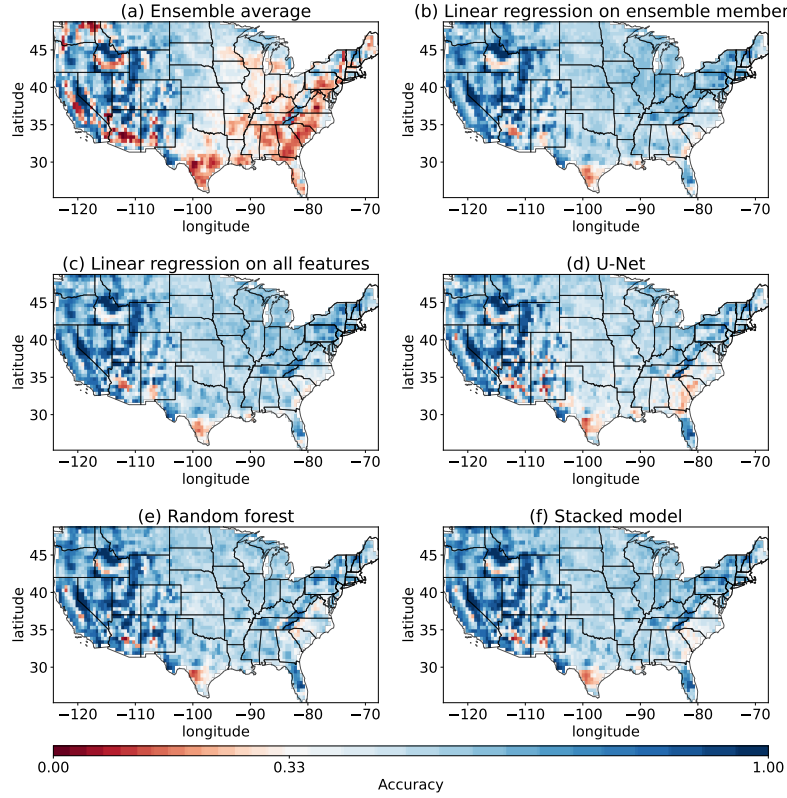 (a) Ensemble average
(b) Linear regression on ensemble member
latitude
45
40
35
30
−120 −110 −100 −90 −80 −70
longitude
latitude
45
40
35
30
−120 −110 −100 −90 −80 −70
longitude
(c) Linear regression on all features
(d) U-Net
latitude
45
40
35
30
−120 −110 −100 −90 −80 −70
longitude
latitude
45
40
35
30
−120 −110 −100 −90 −80 −70
longitude
(e) Random forest
(f) Stacked model
latitude
45
40
35
30
−120 −110 −100 −90 −80 −70
longitude
latitude
45
40
35
30
−120 −110 −100 −90 −80 −70
longitude
0.00 0.33 1.00
Accuracy